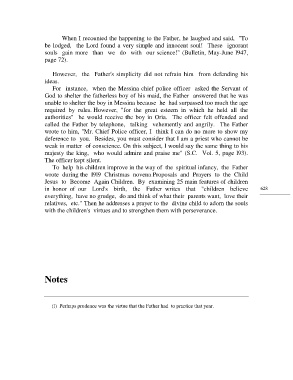 When I recounted the happening to the Father, he laughed and said, "To
be lodged, the Lord found a very simple and innocent soul! These ignorant
souls gain more than we do with our science!" (Bulletin, May-June 1947,
page 72).
However, the Father's simplicity did not refrain him from defending his
ideas.
For instance, when the Messina chief police officer asked the Servant of
God to shelter the fatherless boy of his maid, the Father answered that he was
unable to shelter the boy in Messina because he had surpassed too much the age
required by rules. However, "for the great esteem in which he held all the
authorities" he would receive the boy in Oria. The officer felt offended and
called the Father by telephone, talking vehemently and angrily. The Father
wrote to him, "Mr. Chief Police officer, I think I can do no more to show my
deference to you. Besides, you must consider that I am a priest who cannot be
weak in matter of conscience. On this subject, I would say the same thing to his
majesty the king, who would admire and praise me" (S.C. Vol. 5, page 193).
The officer kept silent.
To help his children improve in the way of the spiritual infancy, the Father
wrote during the 1919 Christmas novena Proposals and Prayers to the Child
Jesus to Become Again Children. By examining 25 main features of children
in honor of our Lord's birth, the Father writes that "children believe
everything, have no grudge, do and think of what their parents want, love their
relatives, etc." Then he addresses a prayer to the divine child to adorn the souls
with the children's virtues and to strengthen them with perseverance.
628
Notes
(1) Perhaps prudence was the virtue that the Father had to practice that year.